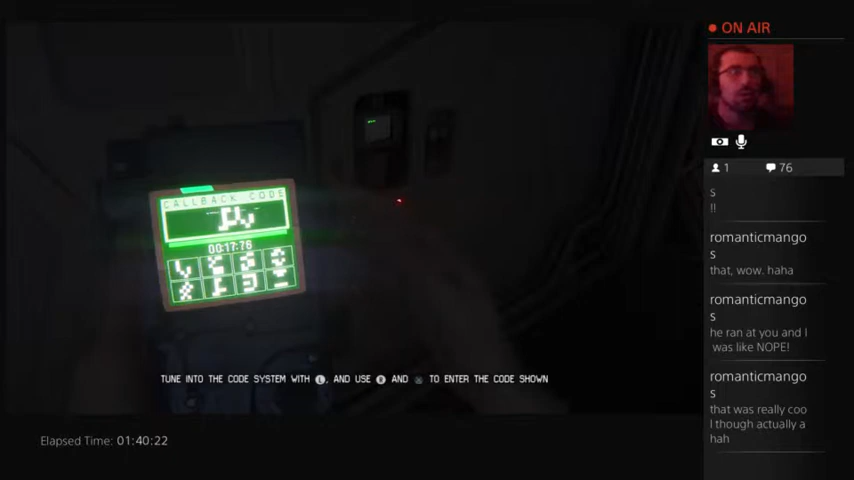 ON AIR
1
76
CALLBACK CODE
00:17:76
s
!!
romanticmango
s
that, wow. haha
romanticmango
s
he ran at you and I
was like NOPE!
romanticmango
s
that was really coo
l though actually a
hah
TUNE INTO THE CODE SYSTEM WITH L, AND USE R AND TO ENTER THE CODE SHOWN
Elapsed Time: 01:40:22